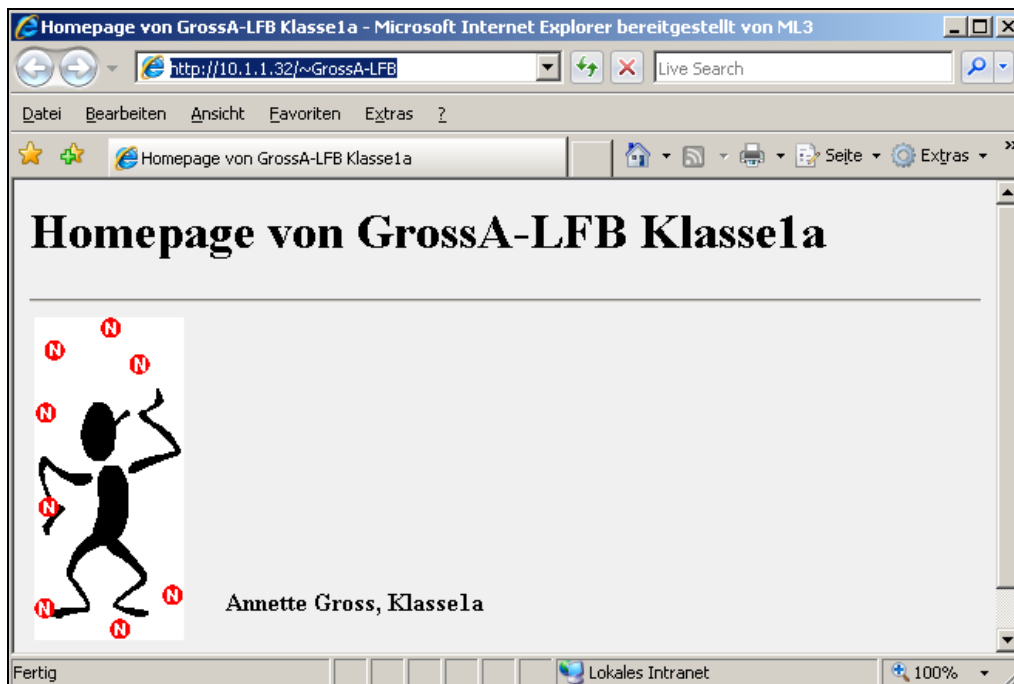 Homepage von GrossA-LFB Klasse1a - Microsoft Internet Explorer bereitgestellt von ML3
http://10.1.1.32/~GrossA-LFB
Live Search
Datei Bearbeiten Ansicht Favoriten Extras ?
Homepage von GrossA-LFB Klasse1a
Seite
Extras
»
Homepage von GrossA-LFB Klasse1a
N
N
N
N
N
N
N
N
Annette Gross, Klasse1a
Fertig
Lokales Intranet
100%